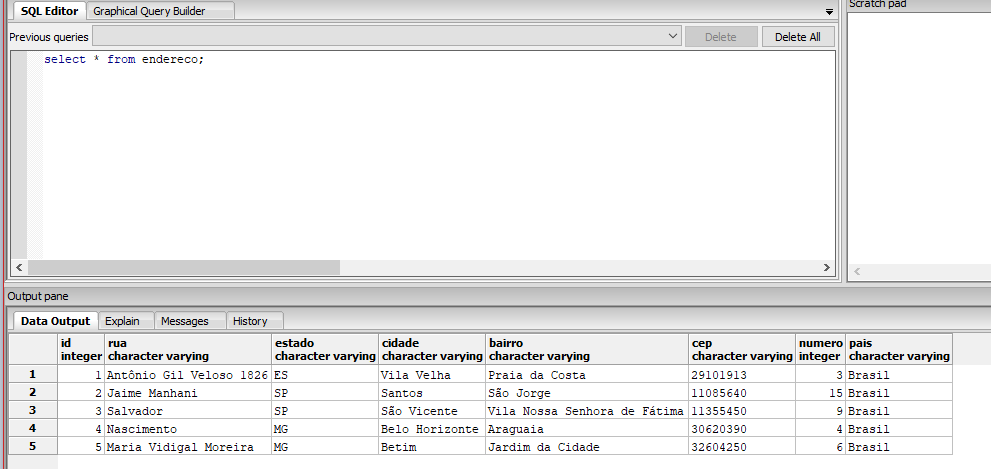 SQL Editor Graphical Query Builder Scratch pad
Previous queries Delete Delete All
select * from endereco;
Output pane
Data Output Explain Messages History
id rua estado cidade bairro cep numero pais
integer character varying character varying character varying character varying character varying integer character varying
1 1 Antônio Gil Veloso 1826 ES Vila Velha Praia da Costa 29101913 3 Brasil
2 2 Jaime Manhani SP Santos São Jorge 11085640 15 Brasil
3 3 Salvador SP São Vicente Vila Nossa Senhora de Fátima 11355450 9 Brasil
4 4 Nascimento MG Belo Horizonte Araguaia 30620390 4 Brasil
5 5 Maria Vidigal Moreira MG Betim Jardim da Cidade 32604250 6 Brasil